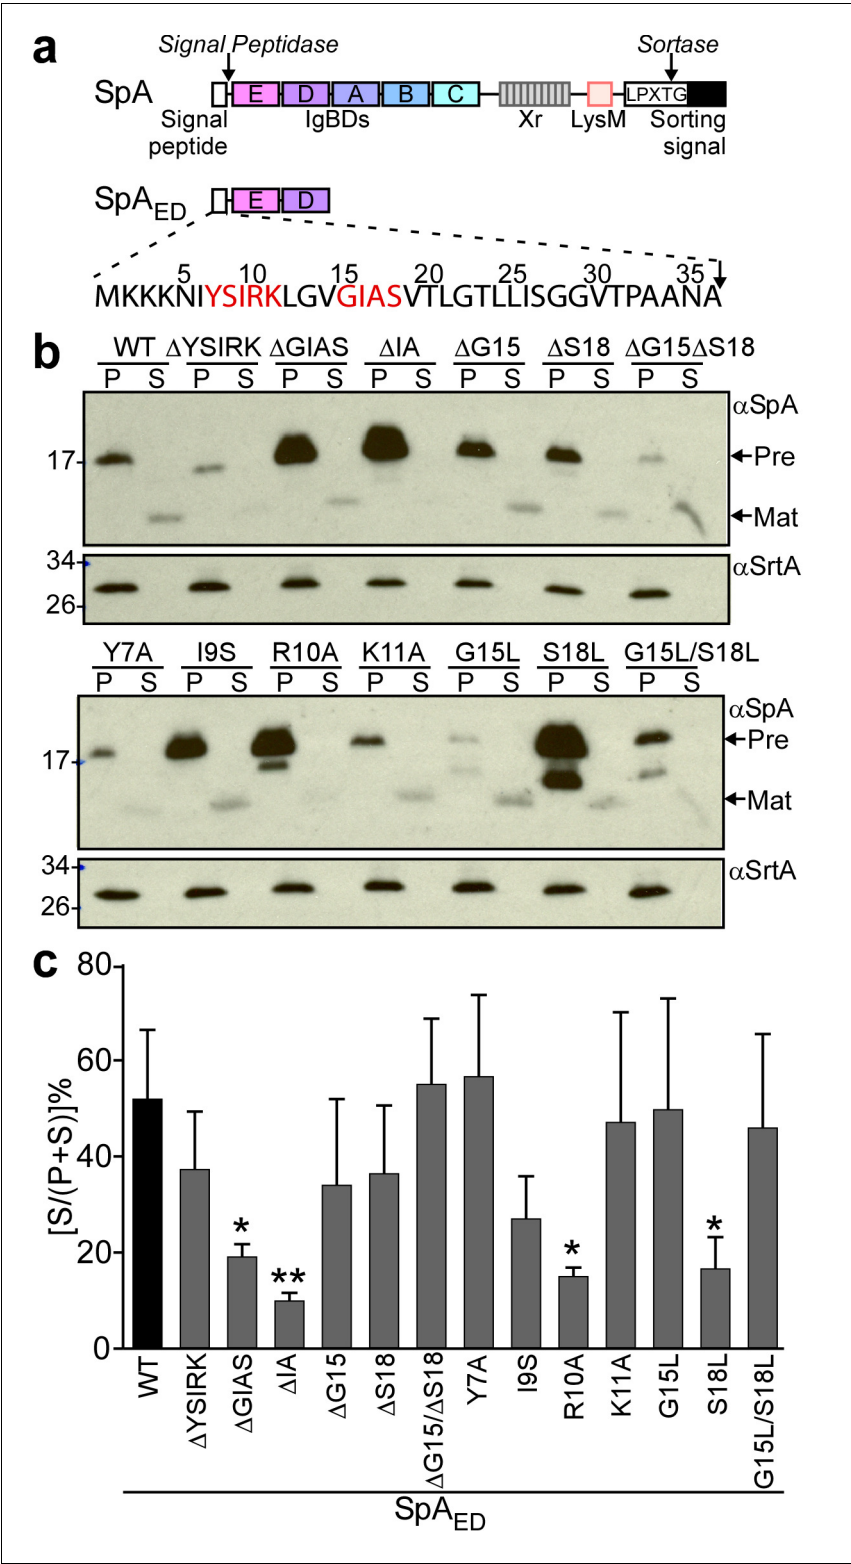 a
Signal Peptidase Sortase
SpA E D A B C LPXTG
Signal peptide IgBDs Xr LysM Sorting signal
SpAED E D
5 10 15 20 25 30 35
MKKKNIYSIRKLGVGIASVTLGTLLISGGVTPAANA
b
WT ΔYSIRK ΔGIAS ΔIA ΔG15 ΔS18 ΔG15ΔS18
P S P S P S P S P S P S P S
αSpA
17 Pre
Mat
34 αSrtA
26
Y7A I9S R10A K11A G15L S18L G15L/S18L
P S P S P S P S P S P S P S
αSpA
Pre
17
Mat
34 αSrtA
26
c
[S/(P+S)]%
80
60
40
20
0
* ** * *
WT ΔYSIRK ΔGIAS ΔIA ΔG15 ΔS18 ΔG15/ΔS18 Y7A I9S R10A K11A G15L S18L G15L/S18L
SpAED